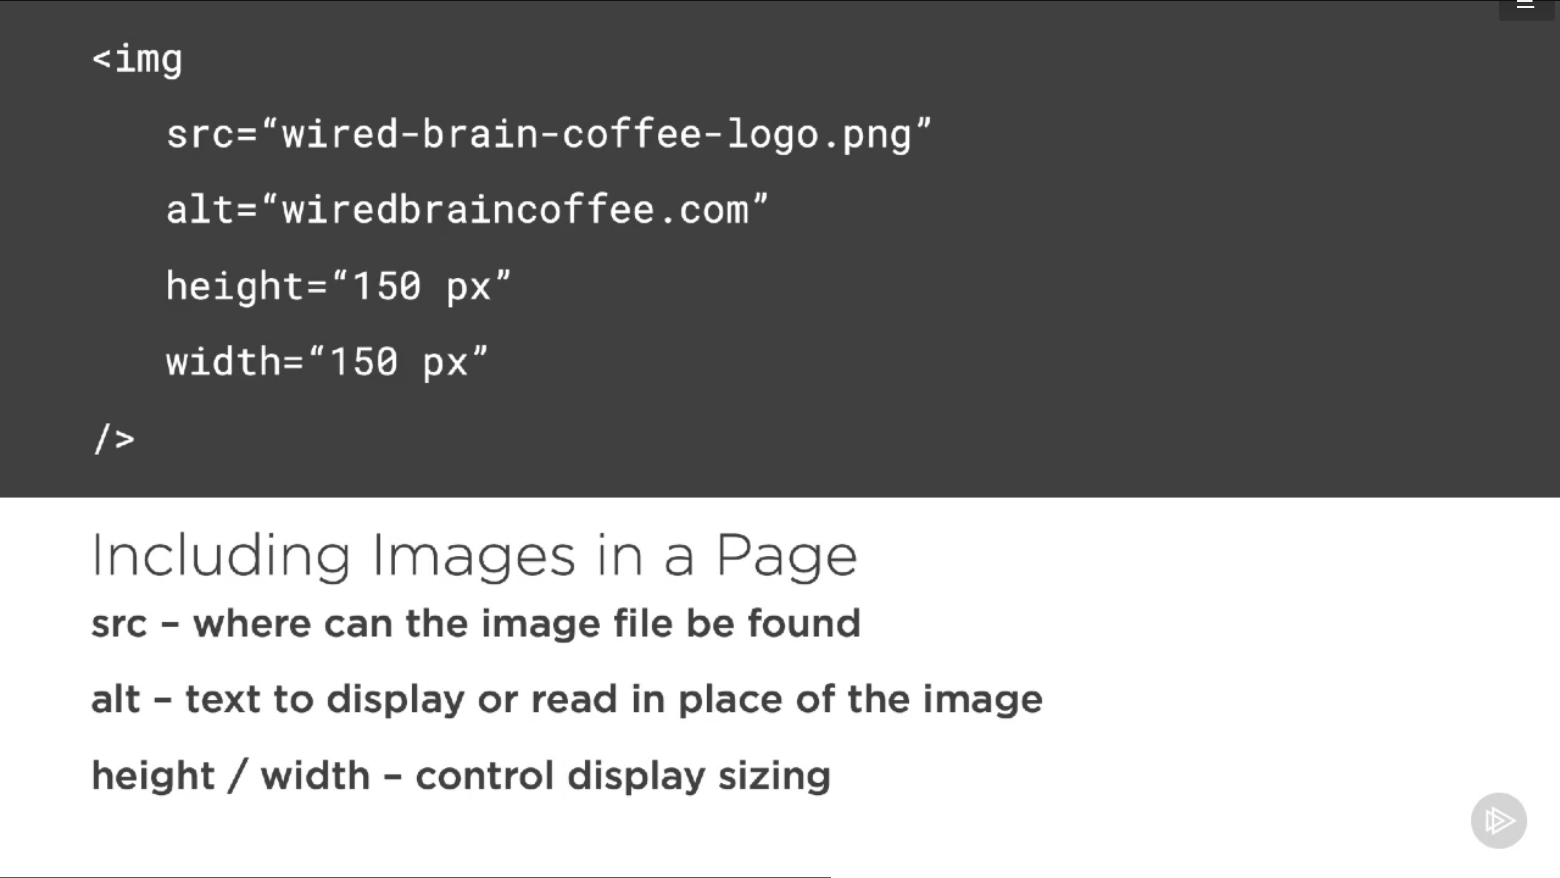 <img
src=“wired-brain-coffee-logo.png”
alt=“wiredbraincoffee.com”
height=“150 px”
width=“150 px”
/>
Including Images in a Page
src – where can the image file be found
alt – text to display or read in place of the image
height / width – control display sizing